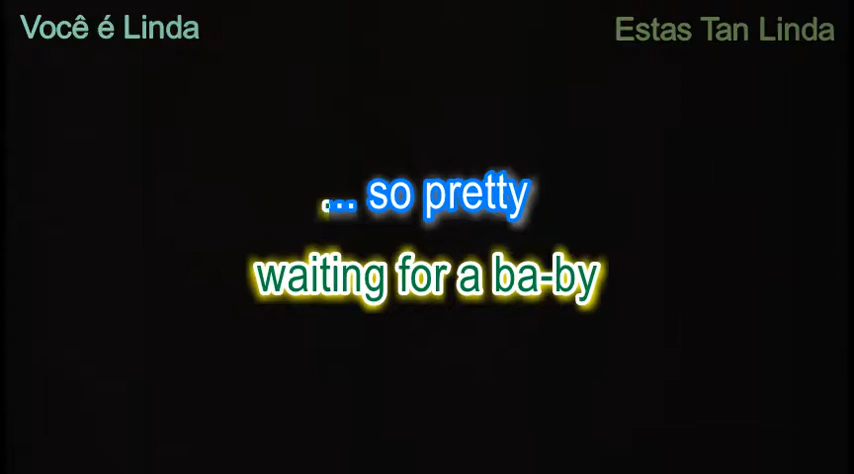 Você é Linda
Estas Tan Linda
... so pretty
waiting for a ba-by